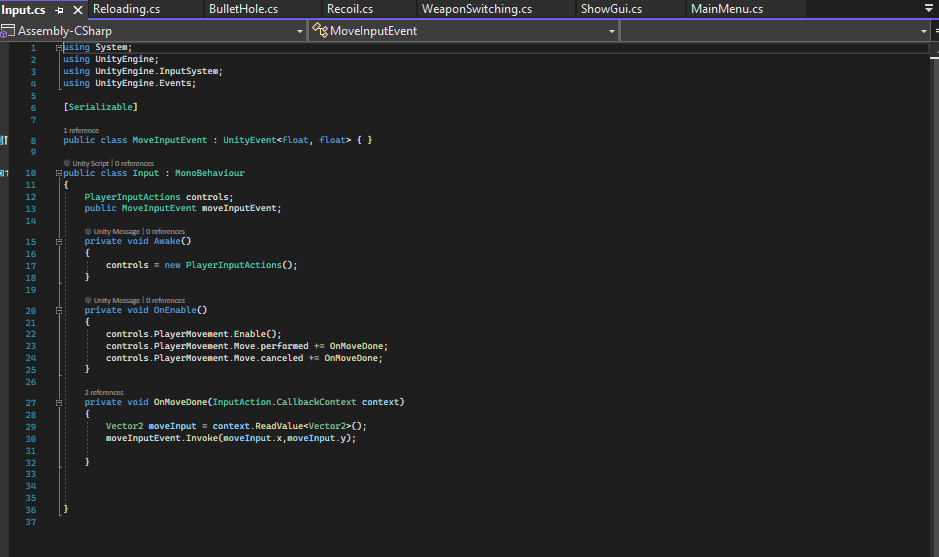 Input.cs
Reloading.cs
BulletHole.cs
Recoil.cs
WeaponSwitching.cs
ShowGui.cs
MainMenu.cs
Assembly-CSharp
MoveInputEvent
1 using System;
2 using UnityEngine;
3 using UnityEngine.InputSystem;
4 using UnityEngine.Events;
5
6 [Serializable]
7
1 reference
8 public class MoveInputEvent : UnityEvent<float, float> { }
9
Unity Script | 0 references
10 public class Input : MonoBehaviour
11 {
12 PlayerInputActions controls;
13 public MoveInputEvent moveInputEvent;
14
Unity Message | 0 references
15 private void Awake()
16 {
17 controls = new PlayerInputActions();
18 }
19
Unity Message | 0 references
20 private void OnEnable()
21 {
22 controls.PlayerMovement.Enable();
23 controls.PlayerMovement.Move.performed += OnMoveDone;
24 controls.PlayerMovement.Move.canceled += OnMoveDone;
25 }
26
2 references
27 private void OnMoveDone(InputAction.CallbackContext context)
28 {
29 Vector2 moveInput = context.ReadValue<Vector2>();
30 moveInputEvent.Invoke(moveInput.x,moveInput.y);
31
32 }
33
34
35
36 }
37